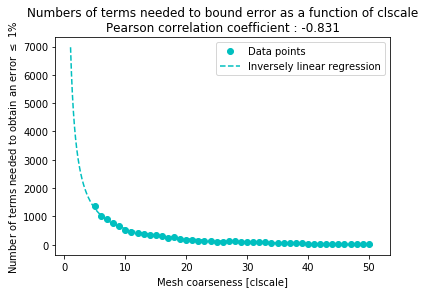 Numbers of terms needed to bound error as a function of clscale
Pearson correlation coefficient : -0.831
Data points
Inversely linear regression
Number of terms needed to obtain an error ≤ 1%
7000
6000
5000
4000
3000
2000
1000
0
0 10 20 30 40 50
Mesh coarseness [clscale]